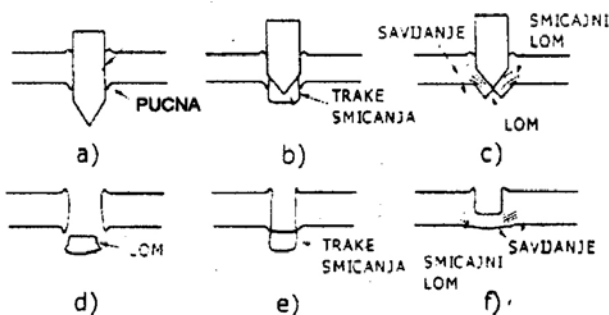 PUCNA
a)
TRAKE
SMICANJA
b)
SAVIJANJE
SMICAJNI
LOM
LOM
c)
LOM
d)
TRAKE
SMICANJA
e)
SMICAJNI
LOM
SAVIJANJE
f)